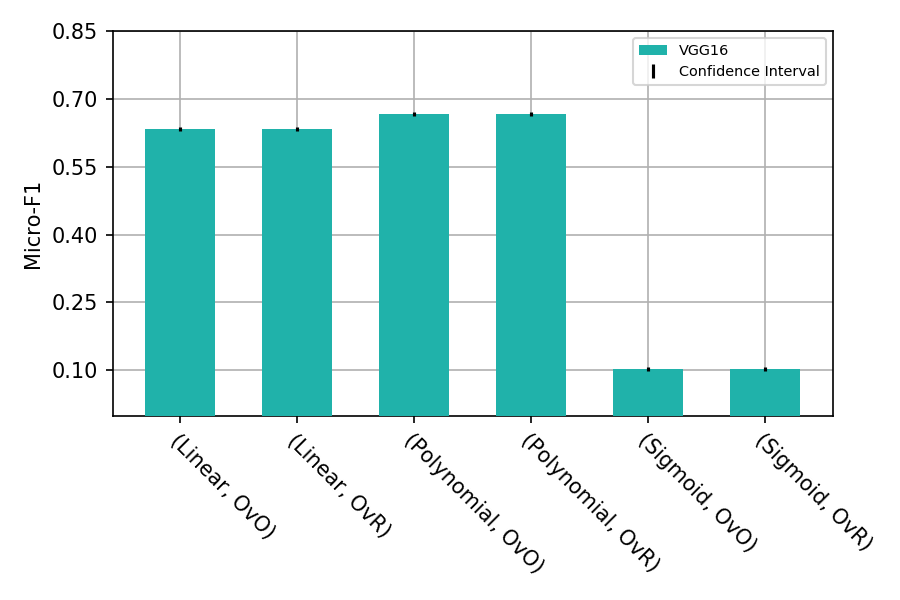 0.85
0.70
0.55
0.40
0.25
0.10
Micro-F1
VGG16
Confidence Interval
(Linear, OvO)
(Linear, OvR)
(Polynomial, OvO)
(Polynomial, OvR)
(Sigmoid, OvO)
(Sigmoid, OvR)